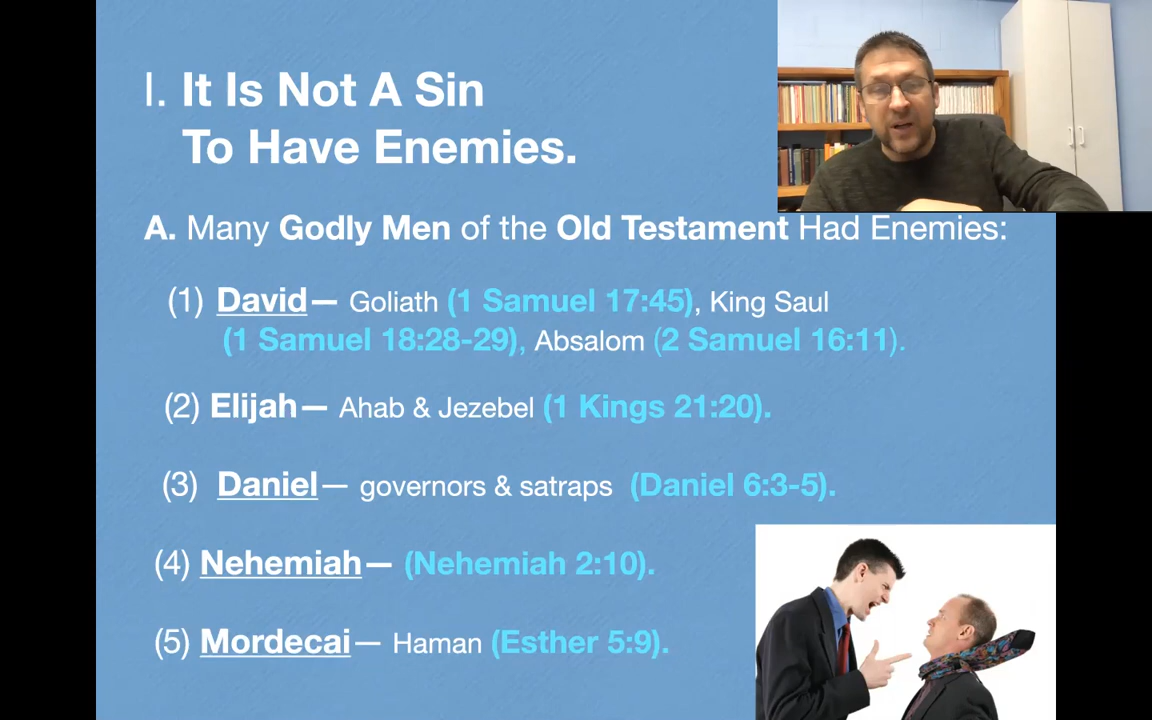 I. It Is Not A Sin
To Have Enemies.
A. Many Godly Men of the Old Testament Had Enemies:
(1) David— Goliath (1 Samuel 17:45), King Saul
(1 Samuel 18:28-29), Absalom (2 Samuel 16:11).
(2) Elijah— Ahab & Jezebel (1 Kings 21:20).
(3) Daniel— governors & satraps (Daniel 6:3-5).
(4) Nehemiah— (Nehemiah 2:10).
(5) Mordecai— Haman (Esther 5:9).